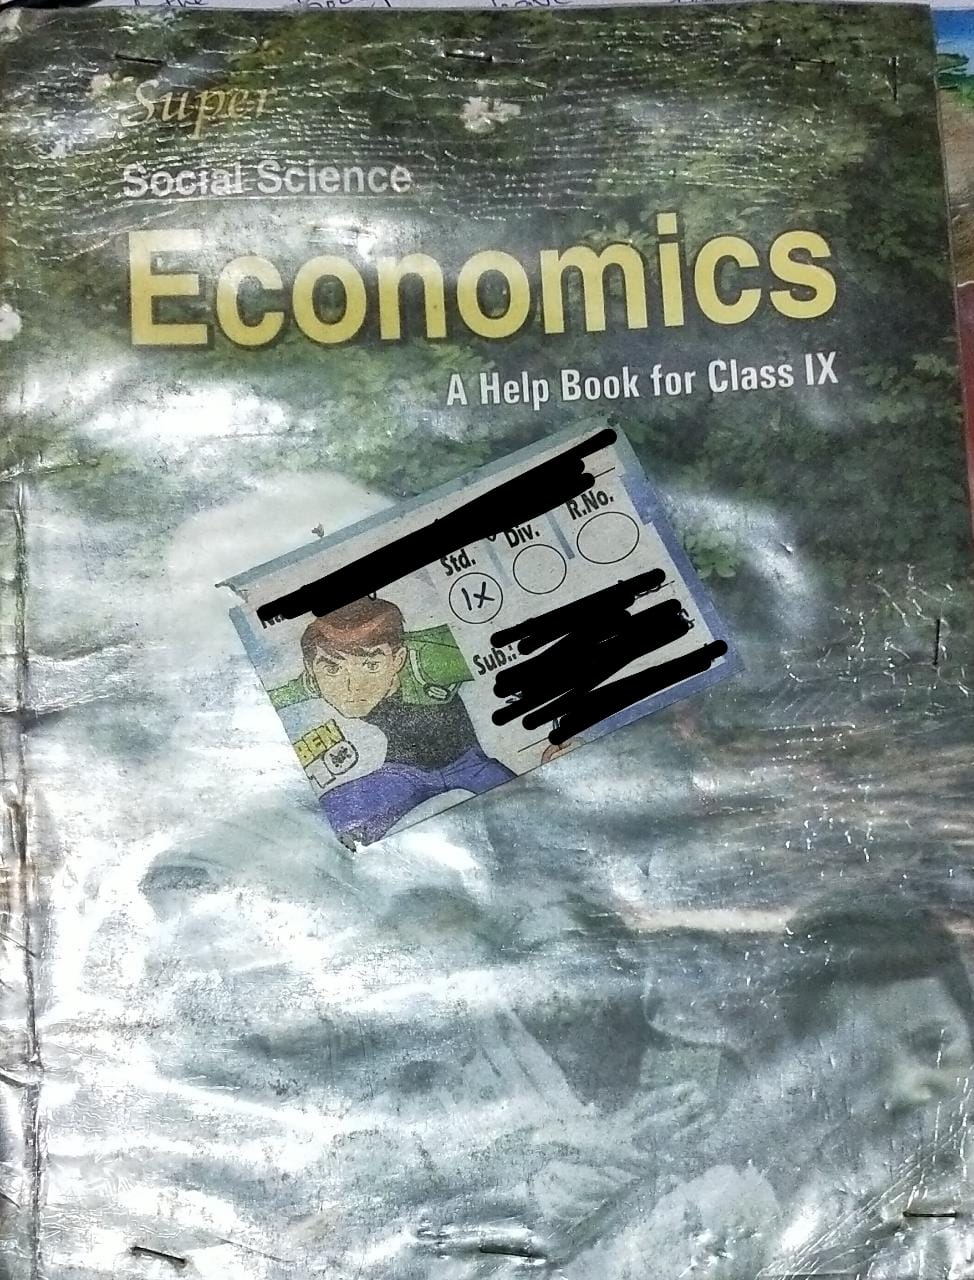 Super
Social Science
Economics
A Help Book for Class IX
Std. Div. R.No.
IX
Sub.:
BEN
10